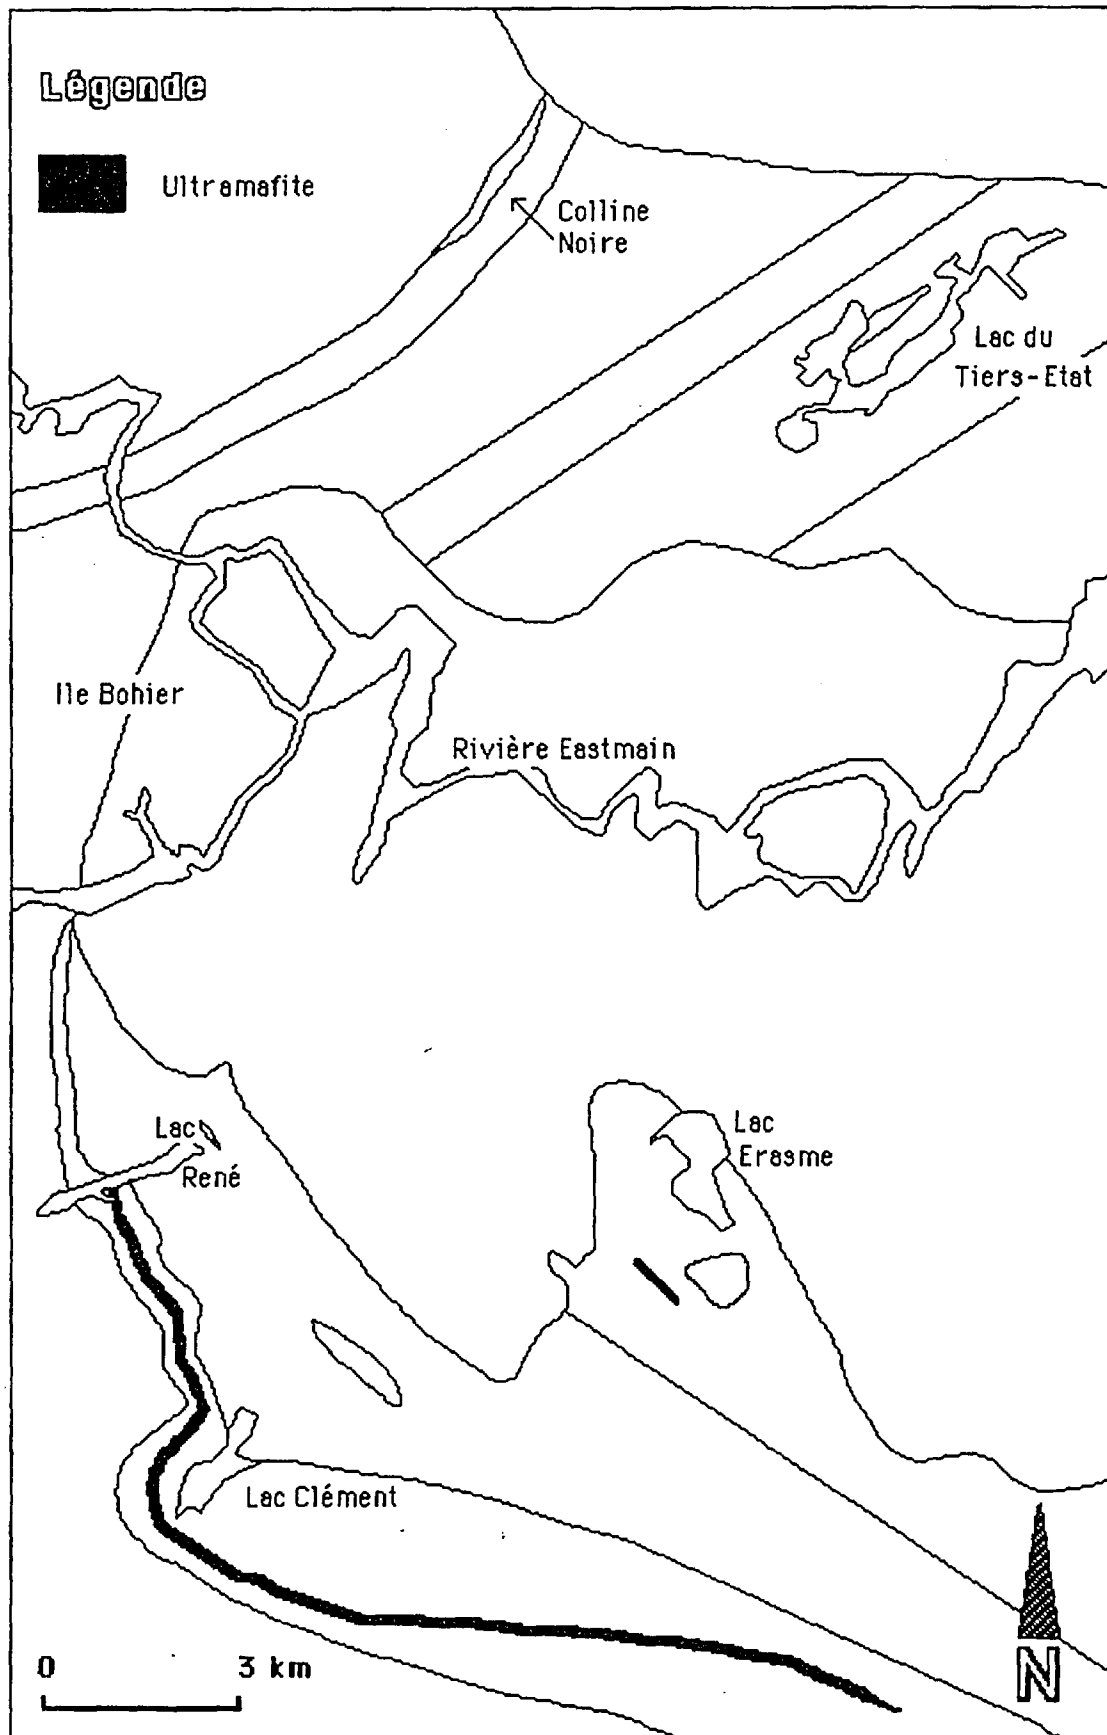 Légende
Ultramafite
Colline
Noire
Lac du
Tiers-Etat
Ile Bohier
Rivière Eastmain
Lac
René
Lac
Erasme
Lac Clément
0 3 km
N